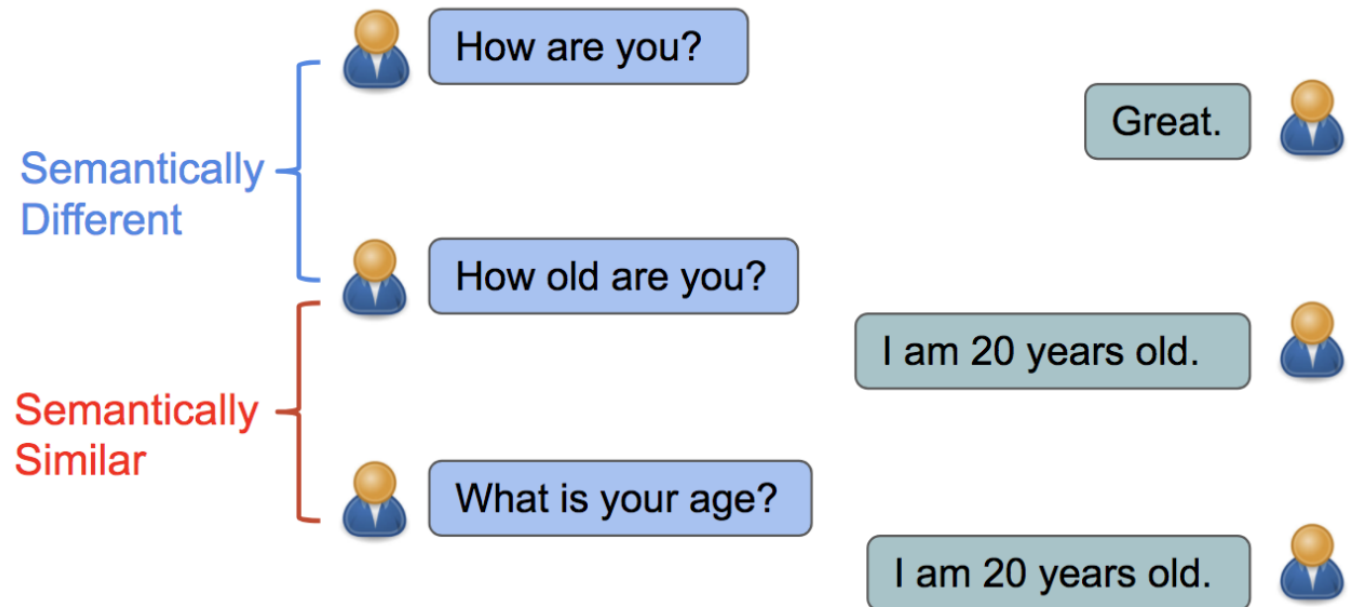 How are you?
Great.
Semantically
Different
How old are you?
I am 20 years old.
Semantically
Similar
What is your age?
I am 20 years old.